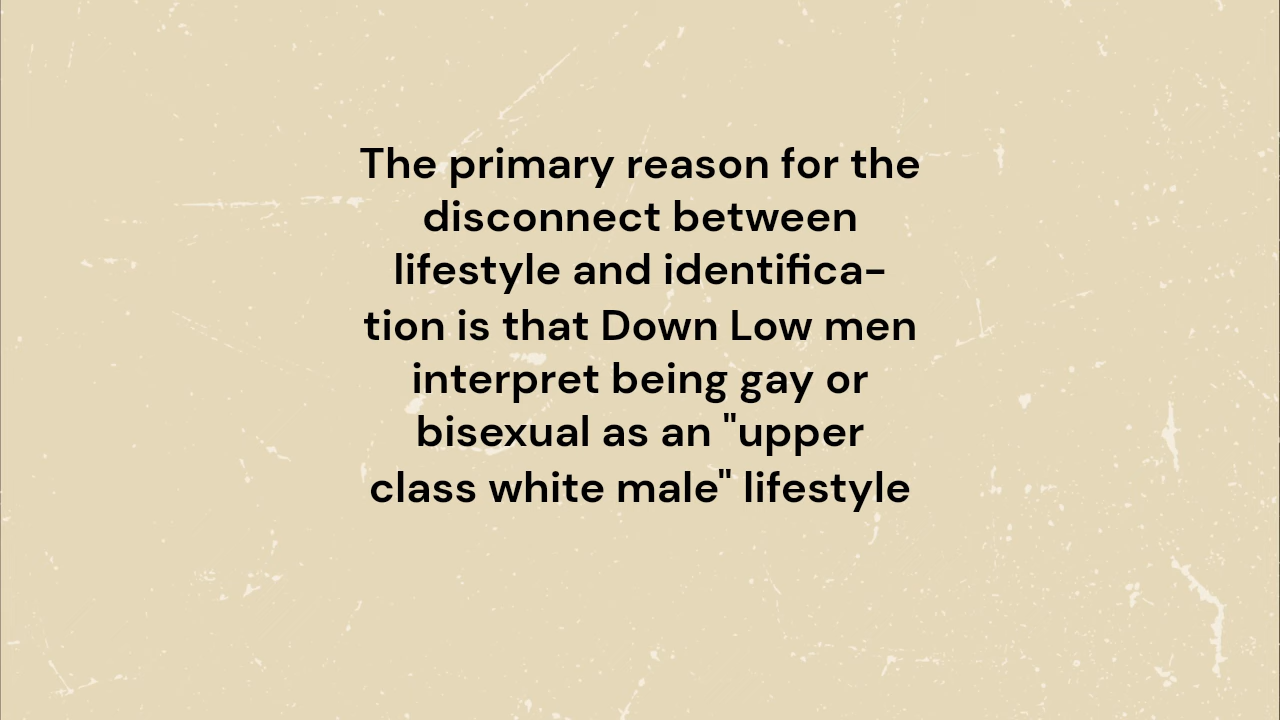 The primary reason for the
disconnect between
lifestyle and identifica-
tion is that Down Low men
interpret being gay or
bisexual as an "upper
class white male" lifestyle